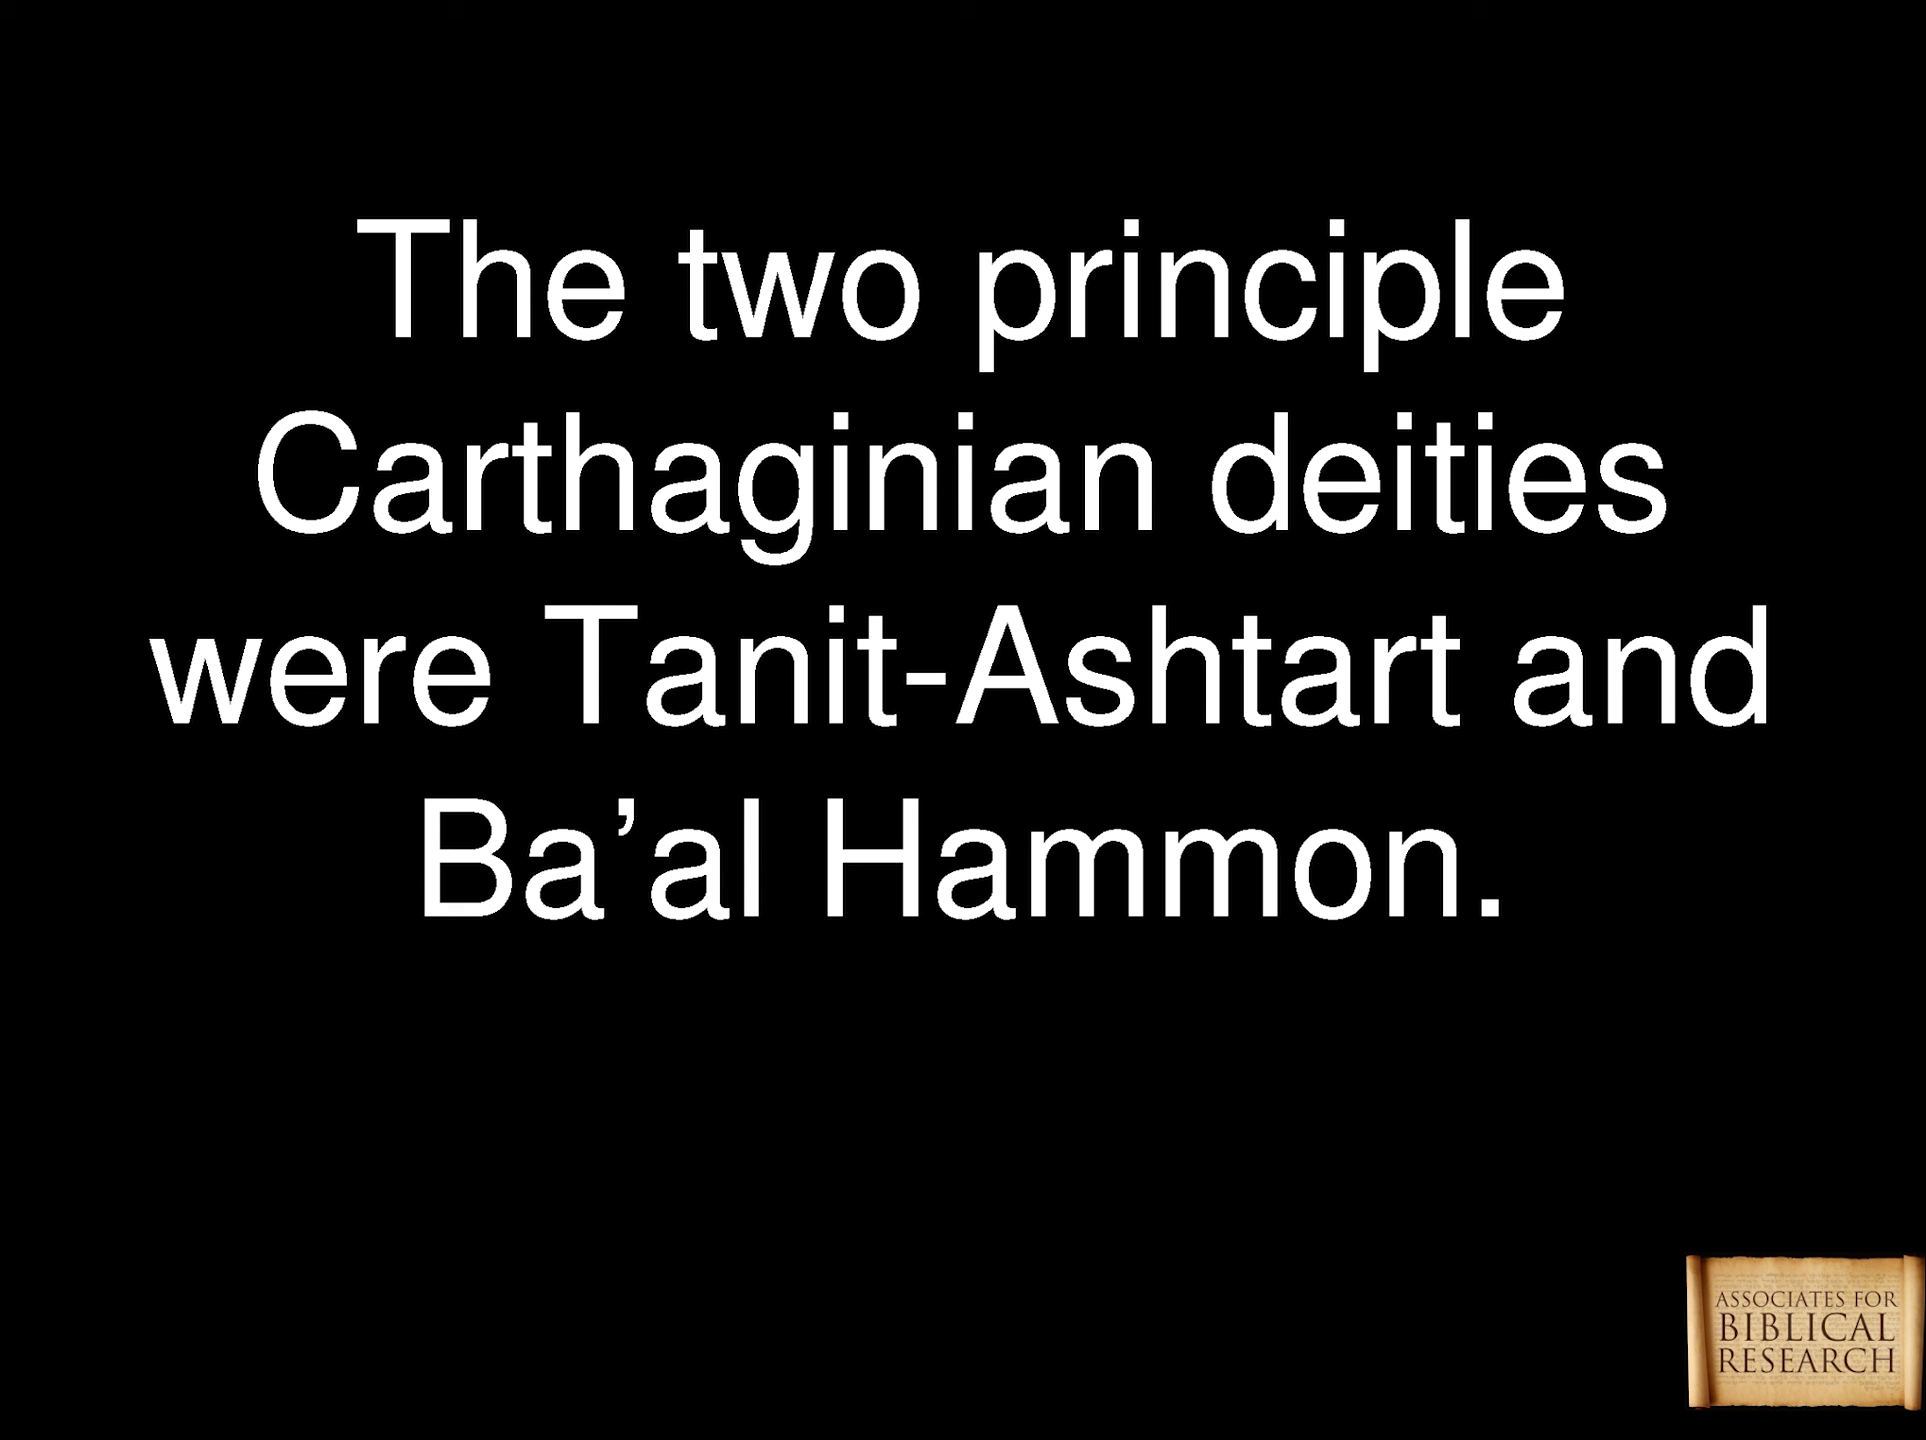 The two principle
Carthaginian deities
were Tanit-Ashtart and
Ba’al Hammon.
ASSOCIATES FOR
BIBLICAL
RESEARCH